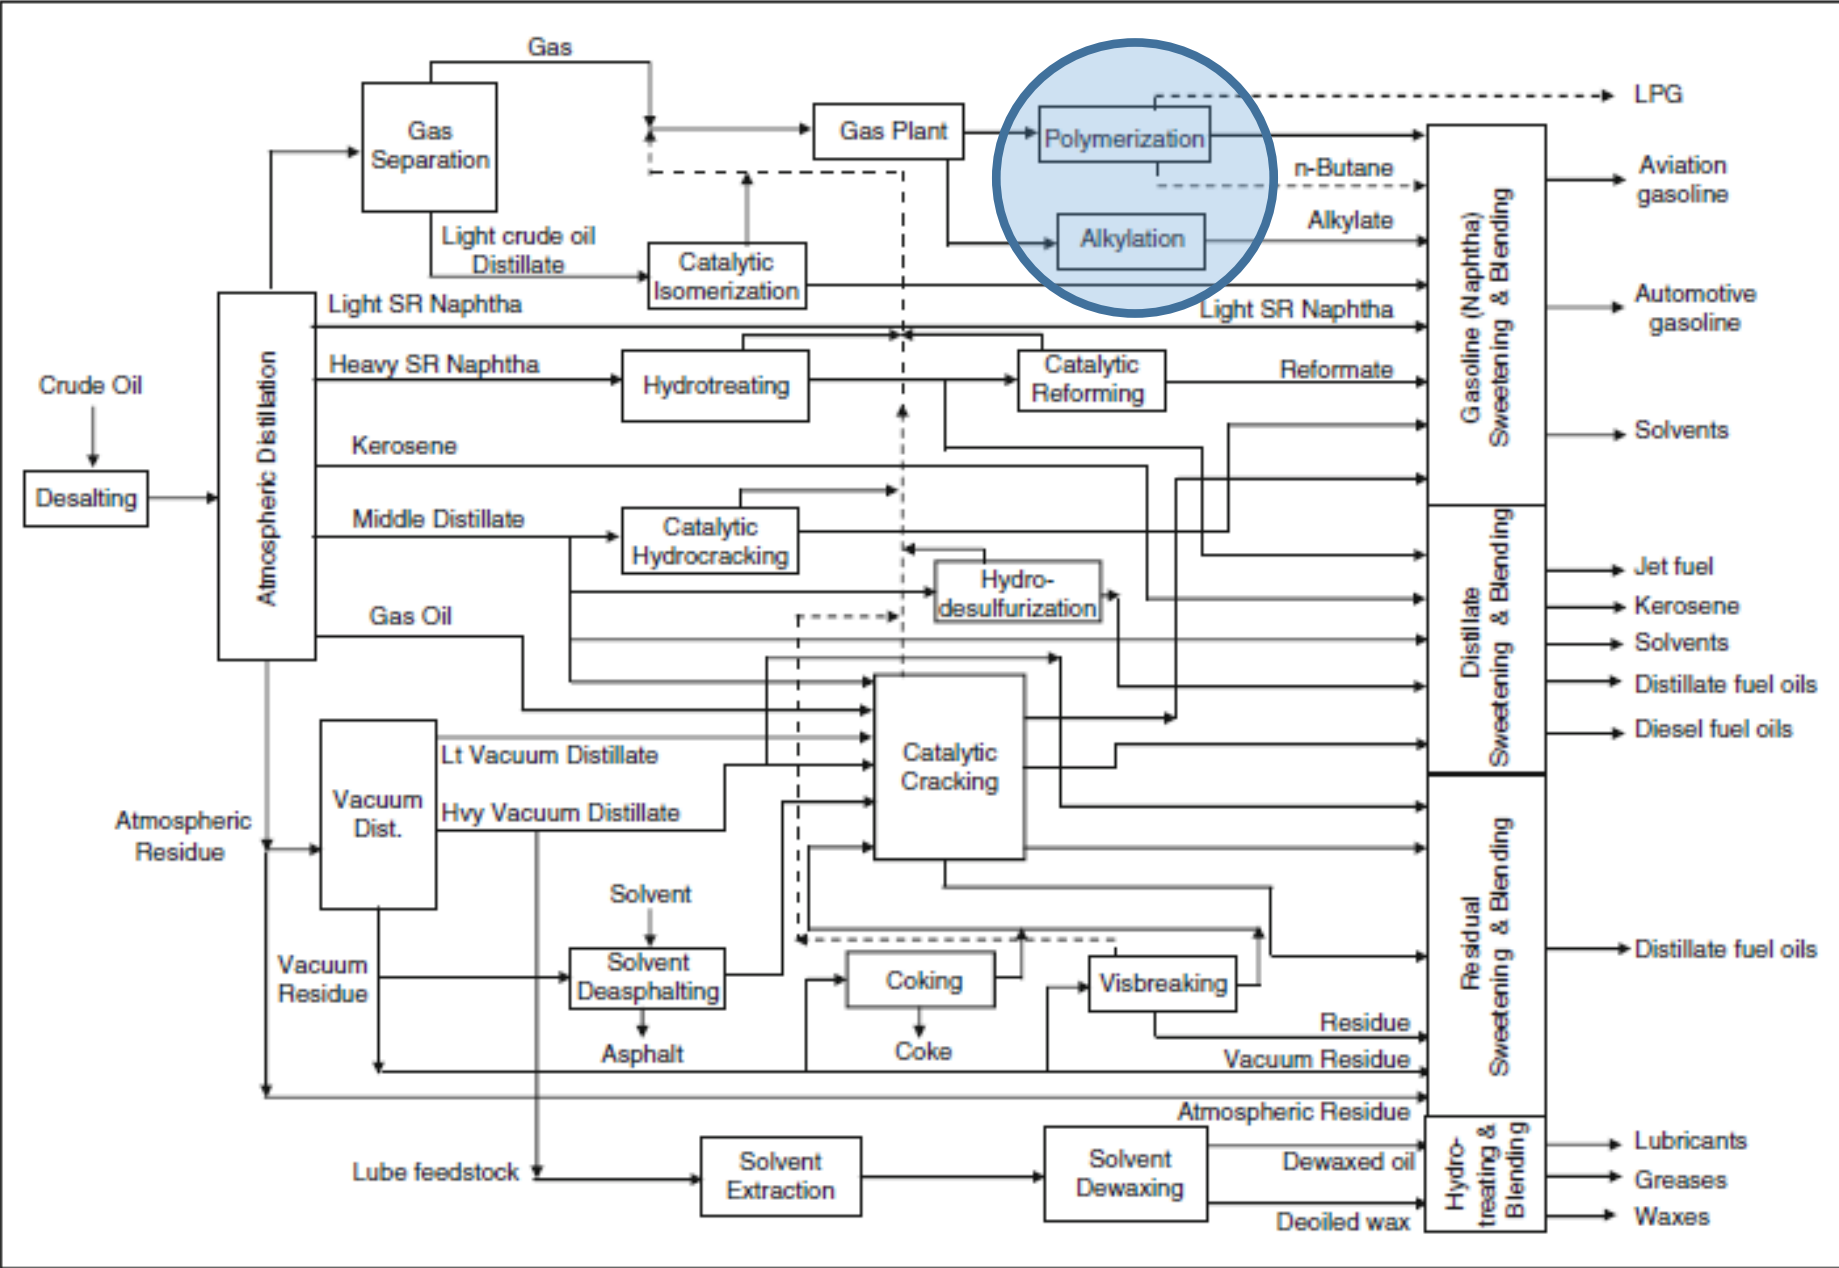 Gas
LPG
Gas Plant
Polymerization
Gas
Separation
n-Butane
Aviation
gasoline
Alkylate
Light crude oil
Distillate
Alkylation
Catalytic
Isomerization
Light SR Naphtha
Light SR Naphtha
Automotive
gasoline
Gasoline (Naphtha)
Sweetening & Blending
Heavy SR Naphtha
Hydrotreating
Catalytic
Reforming
Reformate
Crude Oil
Atmospheric Distillation
Kerosene
Solvents
Desalting
Middle Distillate
Catalytic
Hydrocracking
Hydro-
desulfurization
Distillate
Sweetening & Blending
Jet fuel
Kerosene
Solvents
Distillate fuel oils
Diesel fuel oils
Gas Oil
Lt Vacuum Distillate
Catalytic
Cracking
Vacuum
Dist.
Hvy Vacuum Distillate
Atmospheric
Residue
Solvent
Residual
Sweetening & Blending
Distillate fuel oils
Vacuum
Residue
Solvent
Deasphalting
Coking
Visbreaking
Asphalt
Coke
Residue
Vacuum Residue
Atmospheric Residue
Lube feedstock
Solvent
Extraction
Solvent
Dewaxing
Dewaxed oil
Deoiled wax
Hydro-
treating &
Blending
Lubricants
Greases
Waxes